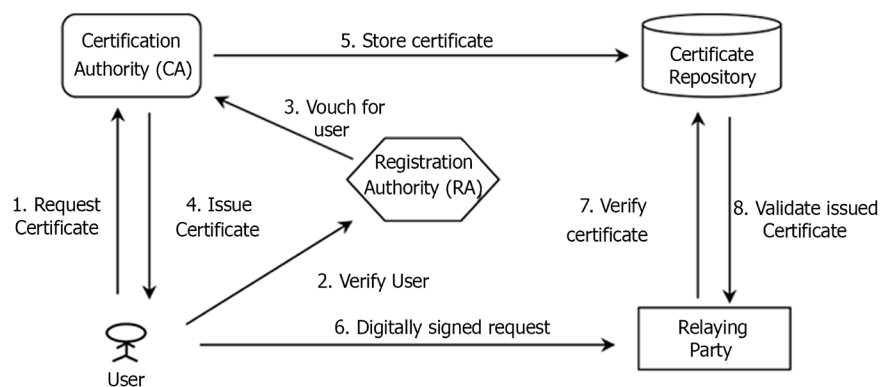 Certification
Authority (CA)
5. Store certificate
Certificate
Repository
3. Vouch for
user
Registration
Authority (RA)
1. Request
Certificate
4. Issue
Certificate
7. Verify
certificate
8. Validate issued
Certificate
2. Verify User
6. Digitally signed request
Relaying
Party
User